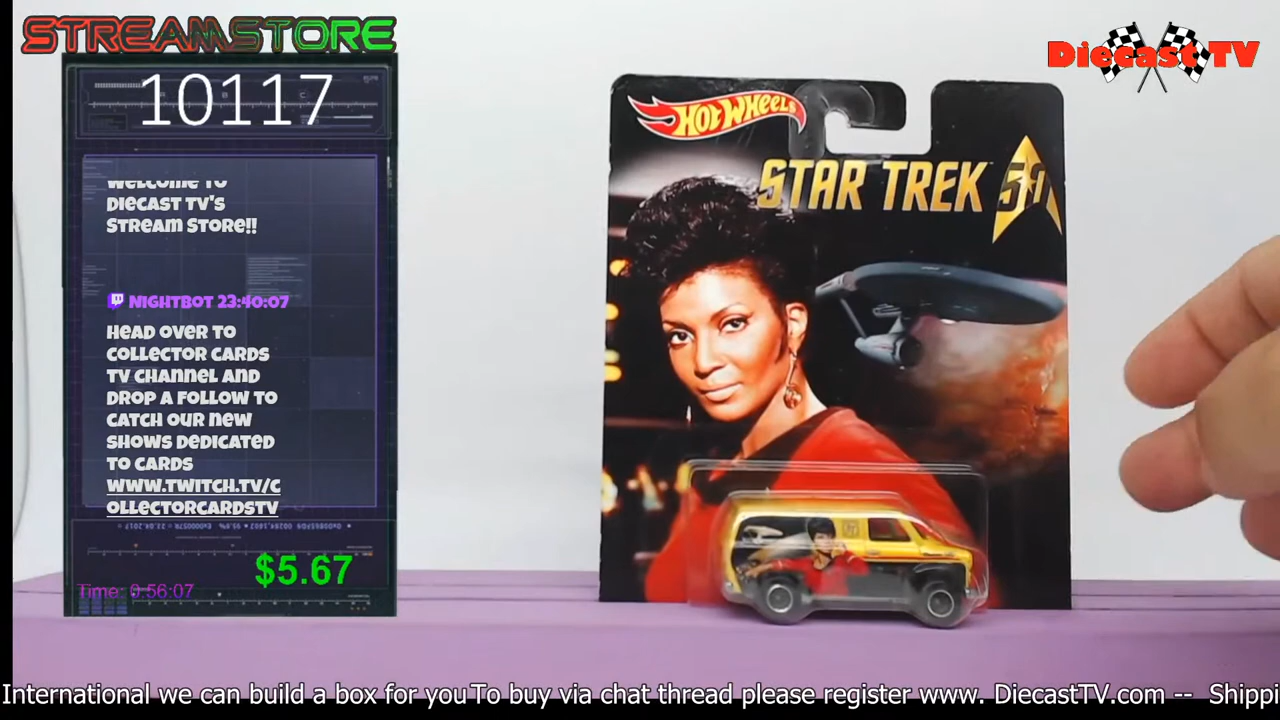 STREAMSTORE
10117
Welcome to
Diecast TV's
Stream Store!!
Nightbot 23:40:07
Head over to
Collector Cards
TV Channel and
drop a follow to
catch our new
shows dedicated
to cards
www.twitch.tv/c
ollectorcardstv
$5.67
Time: 0:56:07
Diecast TV
Hot Wheels
STAR TREK
50
International we can build a box for youTo buy via chat thread please register www. DiecastTV.com -- Shippi